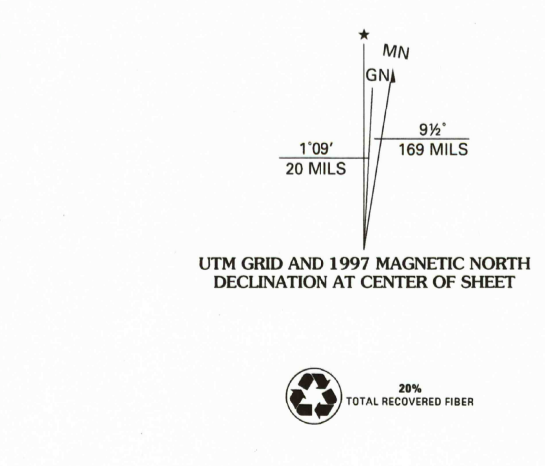 ★
MN
GN
9½°
169 MILS
1°09′
20 MILS
UTM GRID AND 1997 MAGNETIC NORTH
DECLINATION AT CENTER OF SHEET
20%
TOTAL RECOVERED FIBER